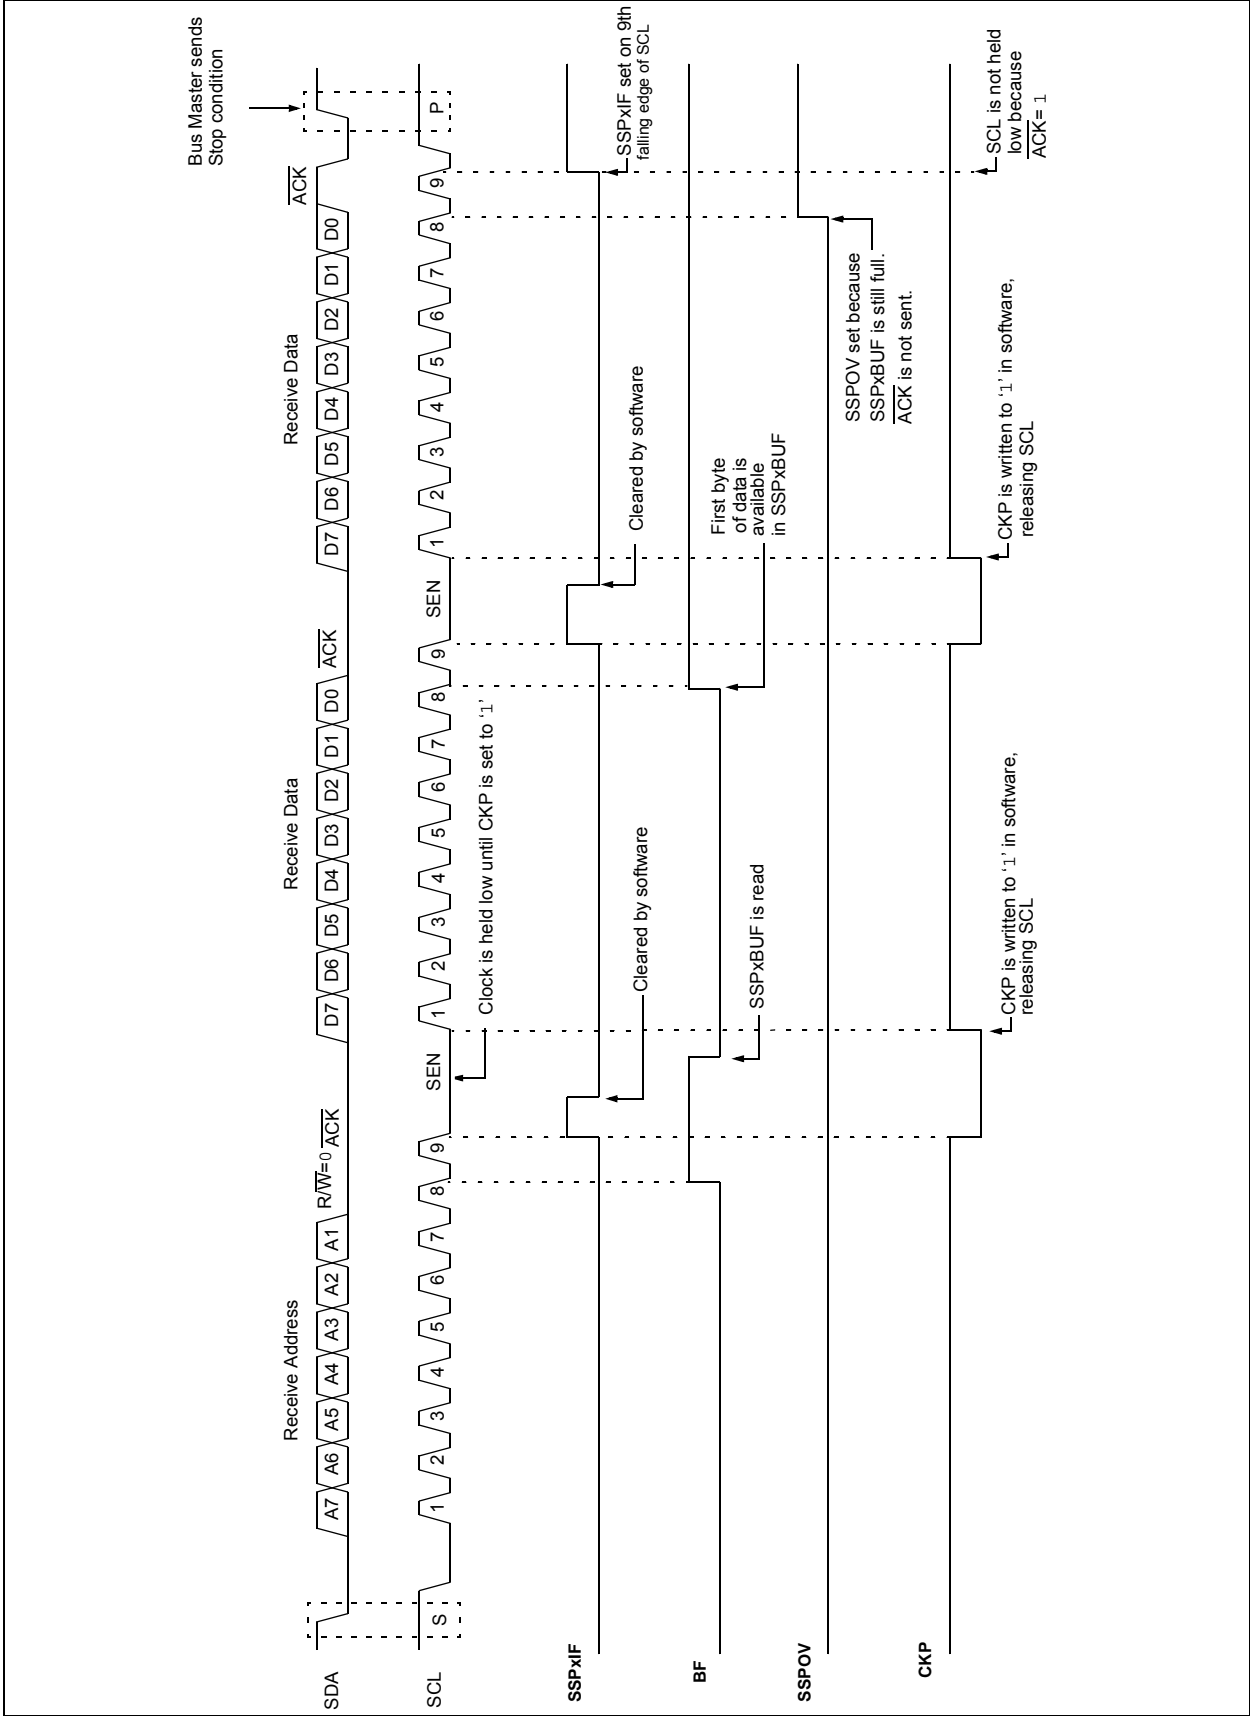 Bus Master sends
Stop condition
Receive Address
Receive Data
Receive Data
SDA
A7 A6 A5 A4 A3 A2 A1 R/W=0 ACK
D7 D6 D5 D4 D3 D2 D1 D0 ACK
D7 D6 D5 D4 D3 D2 D1 D0 ACK
SCL
S
1 2 3 4 5 6 7 8 9 SEN
1 2 3 4 5 6 7 8 9 SEN
1 2 3 4 5 6 7 8 9 P
Clock is held low until CKP is set to ‘1’
SSPxIF
Cleared by software
Cleared by software
SSPxIF set on 9th
falling edge of SCL
BF
SSPxBUF is read
First byte
of data is
available
in SSPxBUF
SSPOV
SSPOV set because
SSPxBUF is still full.
ACK is not sent.
CKP
CKP is written to ‘1’ in software,
releasing SCL
CKP is written to ‘1’ in software,
releasing SCL
SCL is not held
low because
ACK= 1